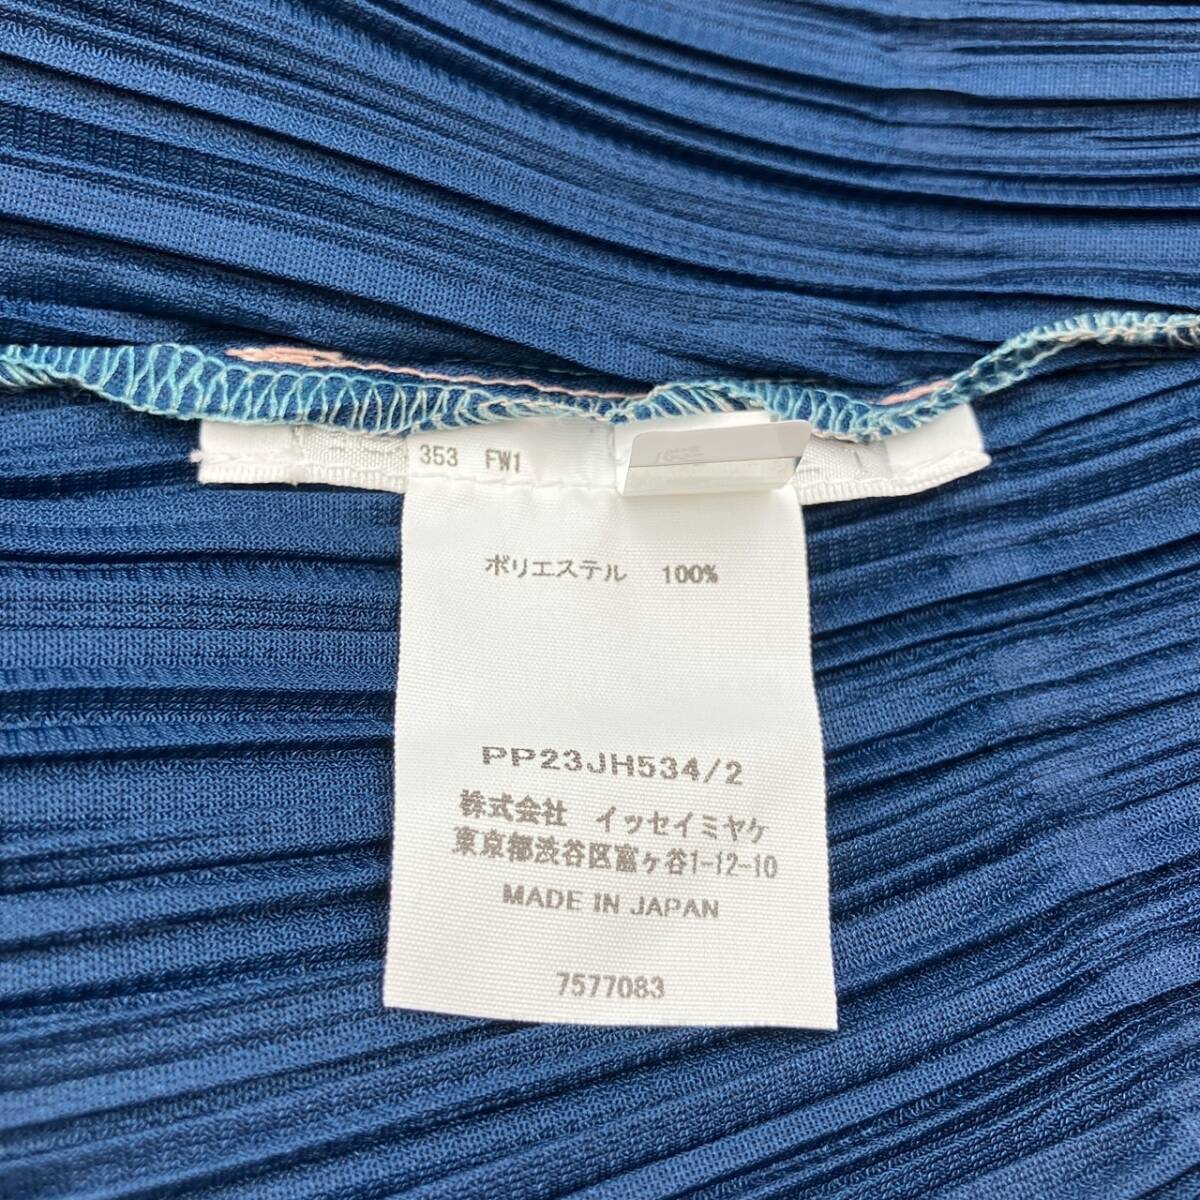 353 FW1
ポリエステル 100%
PP23JH534/2
株式会社 イッセイミヤケ
東京都渋谷区富ヶ谷1-12-10
MADE IN JAPAN
7577083